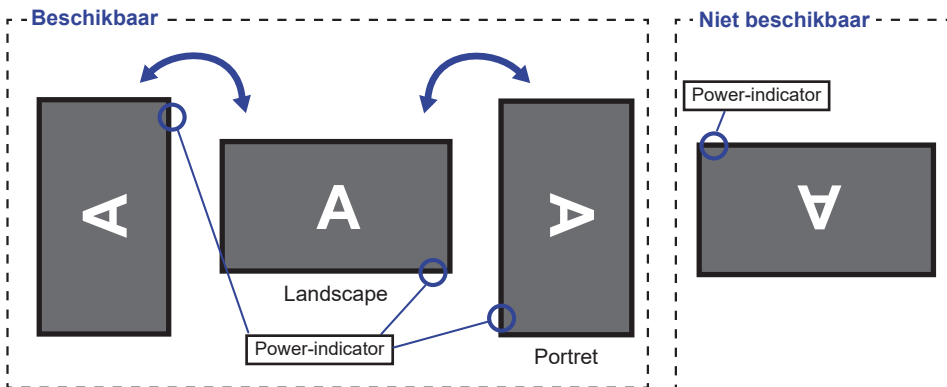 Beschikbaar
Niet beschikbaar
Power-indicator
A
A
A
A
Landscape
Power-indicator
Portret